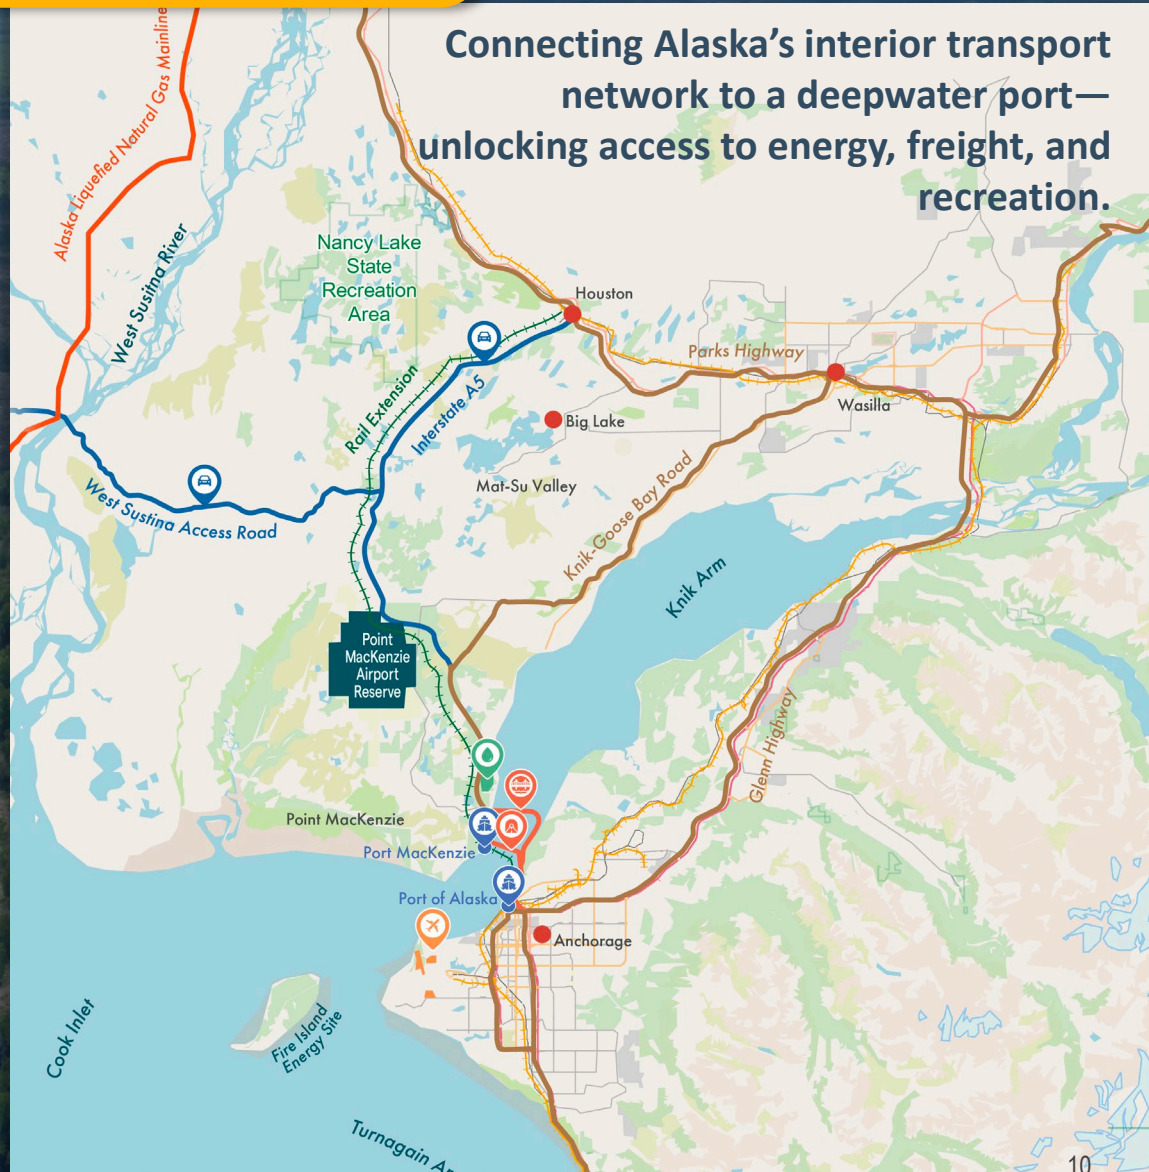 Connecting Alaska's interior transport
network to a deepwater port—
unlocking access to energy, freight, and
recreation.
Alaska Liquefied Natural Gas Mainline
West Susitna River
Nancy Lake
State
Recreation
Area
Houston
Parks Highway
Wasilla
Rail Extension
Interstate A5
Big Lake
Mat-Su Valley
West Sustina Access Road
Knik-Goose Bay Road
Knik Arm
Point
MacKenzie
Airport
Reserve
Glenn Highway
Point MacKenzie
Port MacKenzie
Port of Alaska
Anchorage
Cook Inlet
Fire Island
Energy Site
Turnagain
10